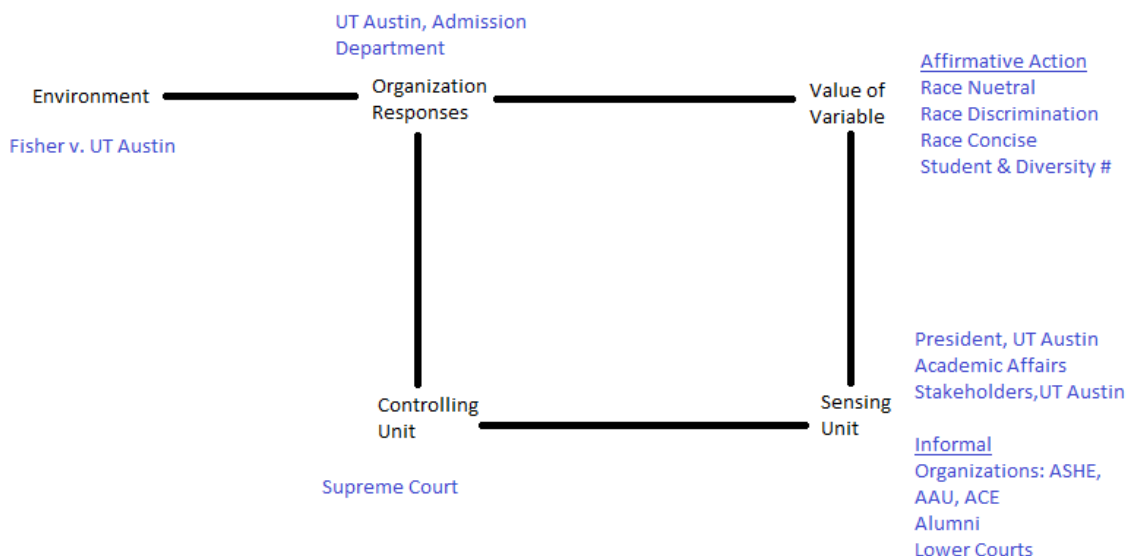 UT Austin, Admission
Department
Environment
Organization
Responses
Value of
Variable
Affirmative Action
Race Nuetral
Race Discrimination
Race Concise
Student & Diversity #
Fisher v. UT Austin
President, UT Austin
Academic Affairs
Stakeholders,UT Austin
Controlling
Unit
Sensing
Unit
Informal
Organizations: ASHE,
AAU, ACE
Alumni
Lower Courts
Supreme Court